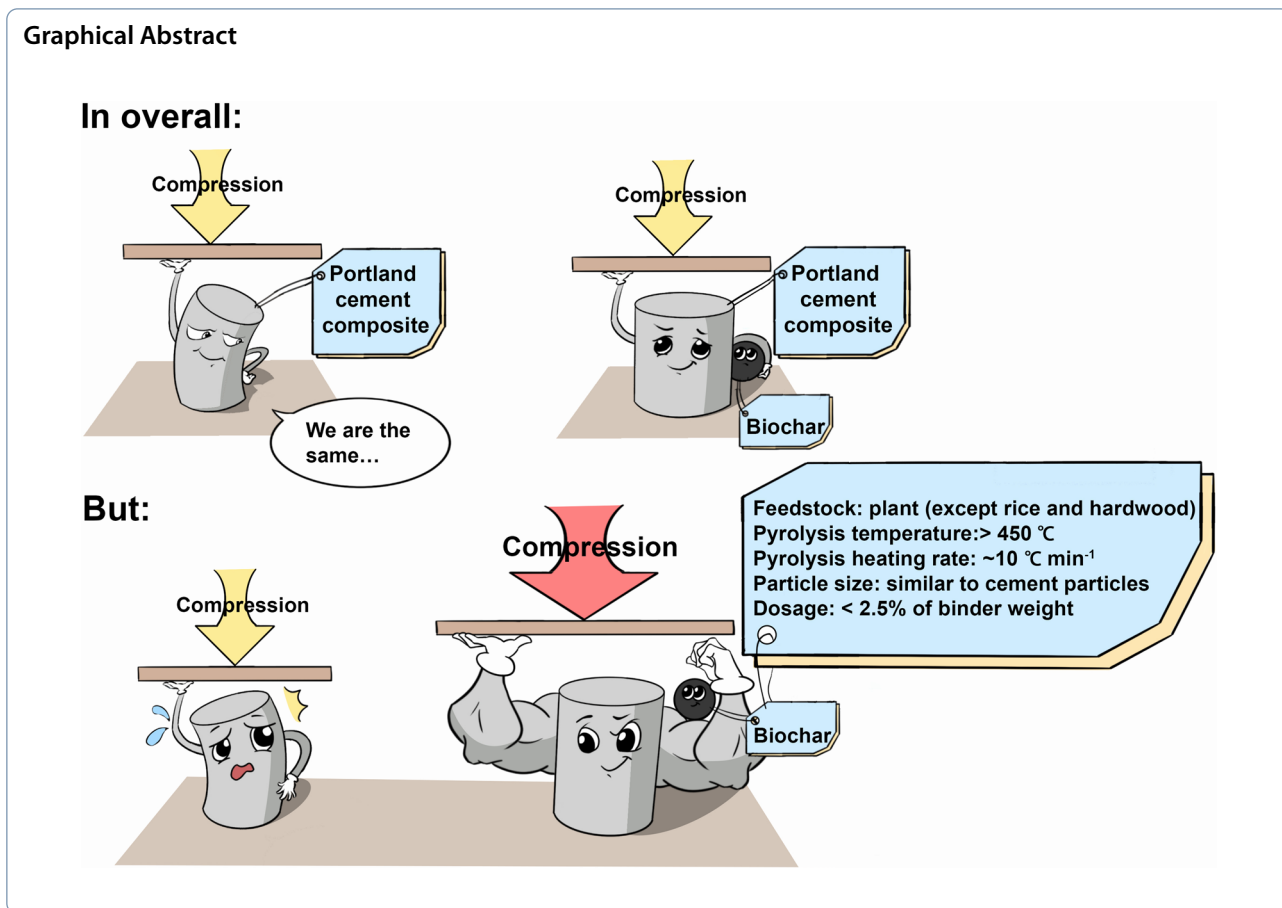 Graphical Abstract
In overall:
Compression
Portland
cement
composite
We are the
same...
Compression
Portland
cement
composite
Biochar
But:
Compression
Compression
Feedstock: plant (except rice and hardwood)
Pyrolysis temperature:> 450 ℃
Pyrolysis heating rate: ~10 ℃ min⁻¹
Particle size: similar to cement particles
Dosage: < 2.5% of binder weight
Biochar